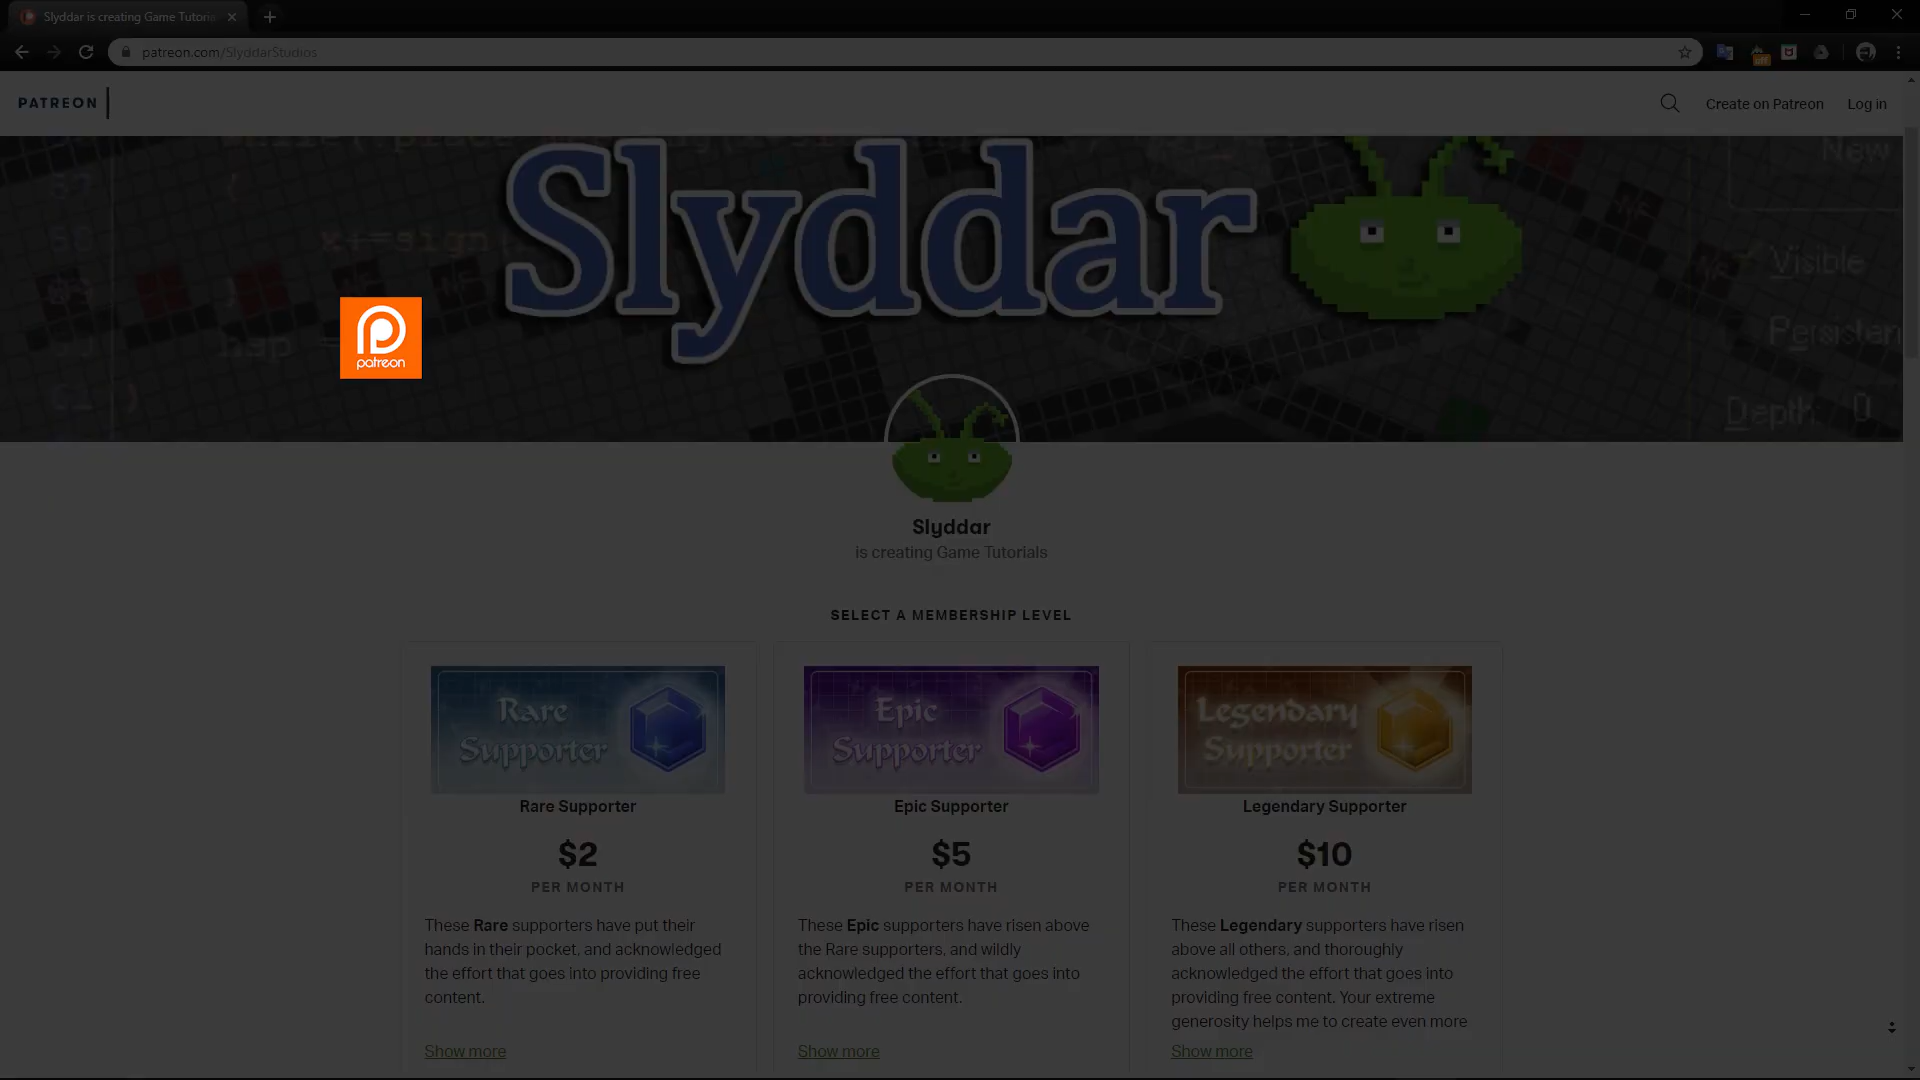 Slyddar is creating Game Tutoria
patreon.com/SlyddarStudios
PATREON
Create on Patreon
Log in
New
Slyddar
57
58
x+=sign
Visible
Persisten
bsp =
patreon
Depth: 0
Slyddar
is creating Game Tutorials
SELECT A MEMBERSHIP LEVEL
Rare
Supporter
Rare Supporter
$2
PER MONTH
These Rare supporters have put their
hands in their pocket, and acknowledged
the effort that goes into providing free
content.
Show more
Epic
Supporter
Epic Supporter
$5
PER MONTH
These Epic supporters have risen above
the Rare supporters, and wildly
acknowledged the effort that goes into
providing free content.
Show more
Legendary
Supporter
Legendary Supporter
$10
PER MONTH
These Legendary supporters have risen
above all others, and thoroughly
acknowledged the effort that goes into
providing free content. Your extreme
generosity helps me to create even more
Show more